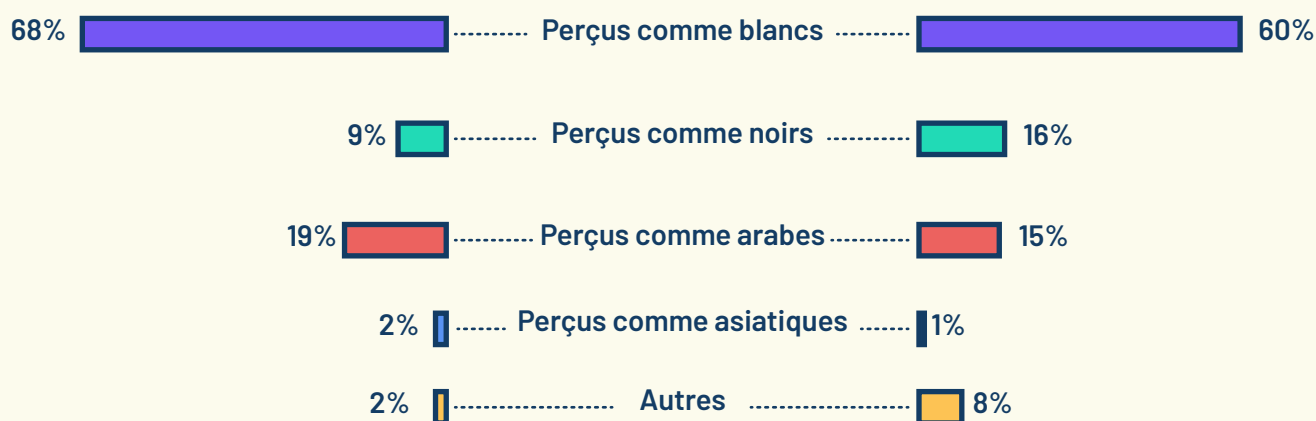 68% Perçus comme blancs 60%
9% Perçus comme noirs 16%
19% Perçus comme arabes 15%
2% Perçus comme asiatiques 1%
2% Autres 8%